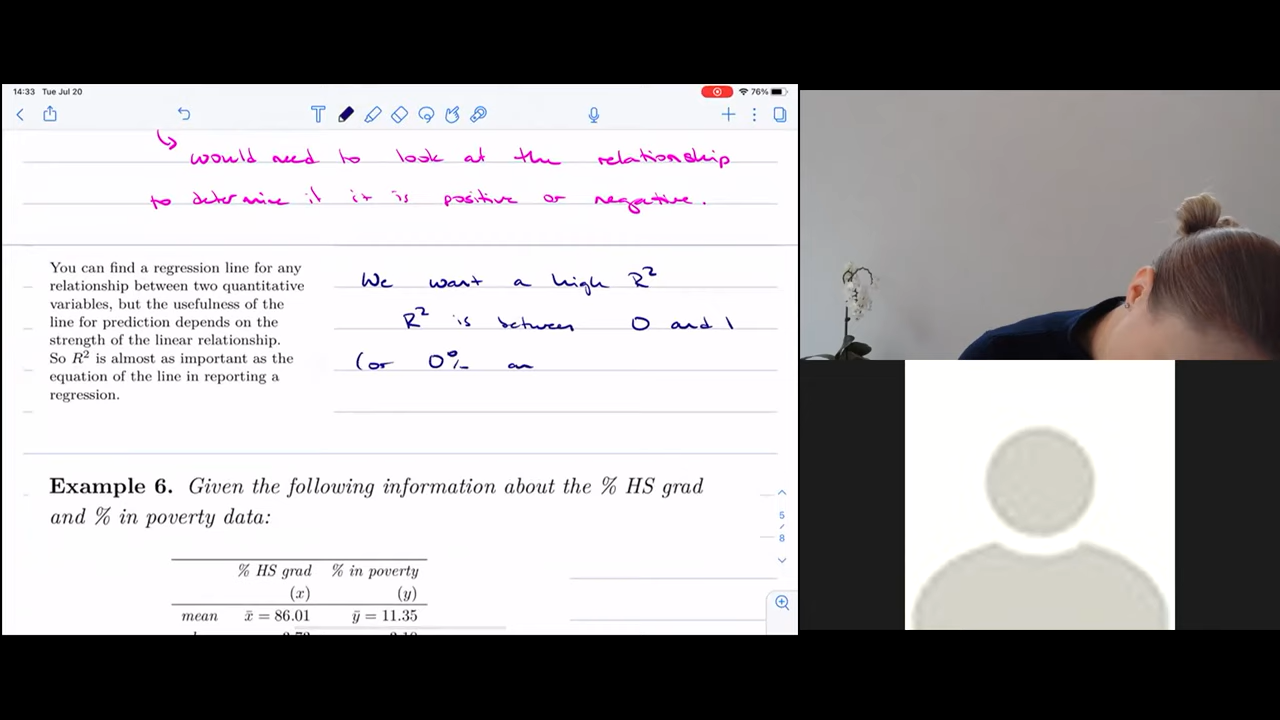 14:33 Tue Jul 20
76%
would need to look at the relationship
to determine if it is positive or negative.
You can find a regression line for any
relationship between two quantitative
variables, but the usefulness of the
line for prediction depends on the
strength of the linear relationship.
So R² is almost as important as the
equation of the line in reporting a
regression.
We want a high R²
R² is between 0 and 1
(or 0% an
Example 6. Given the following information about the % HS grad
and % in poverty data:
% HS grad % in poverty
(x) (y)
mean x̄ = 86.01 ȳ = 11.35
5
/
8